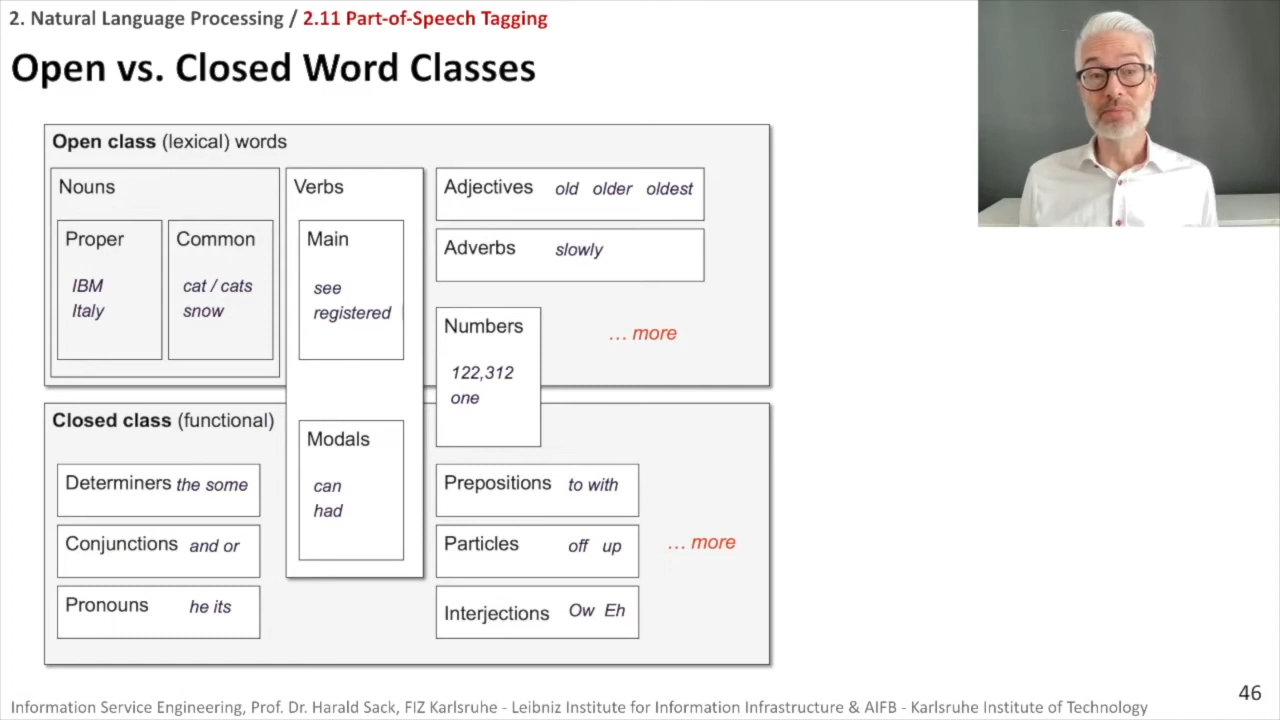 2. Natural Language Processing / 2.11 Part-of-Speech Tagging
Open vs. Closed Word Classes
Open class (lexical) words
Nouns
Proper
IBM
Italy
Common
cat / cats
snow
Verbs
Main
see
registered
Adjectives old older oldest
Adverbs slowly
Numbers
122,312
one
… more
Closed class (functional)
Determiners the some
Conjunctions and or
Pronouns he its
Modals
can
had
Prepositions to with
Particles off up
Interjections Ow Eh
… more
46
Information Service Engineering, Prof. Dr. Harald Sack, FIZ Karlsruhe - Leibniz Institute for Information Infrastructure & AIFB - Karlsruhe Institute of Technology